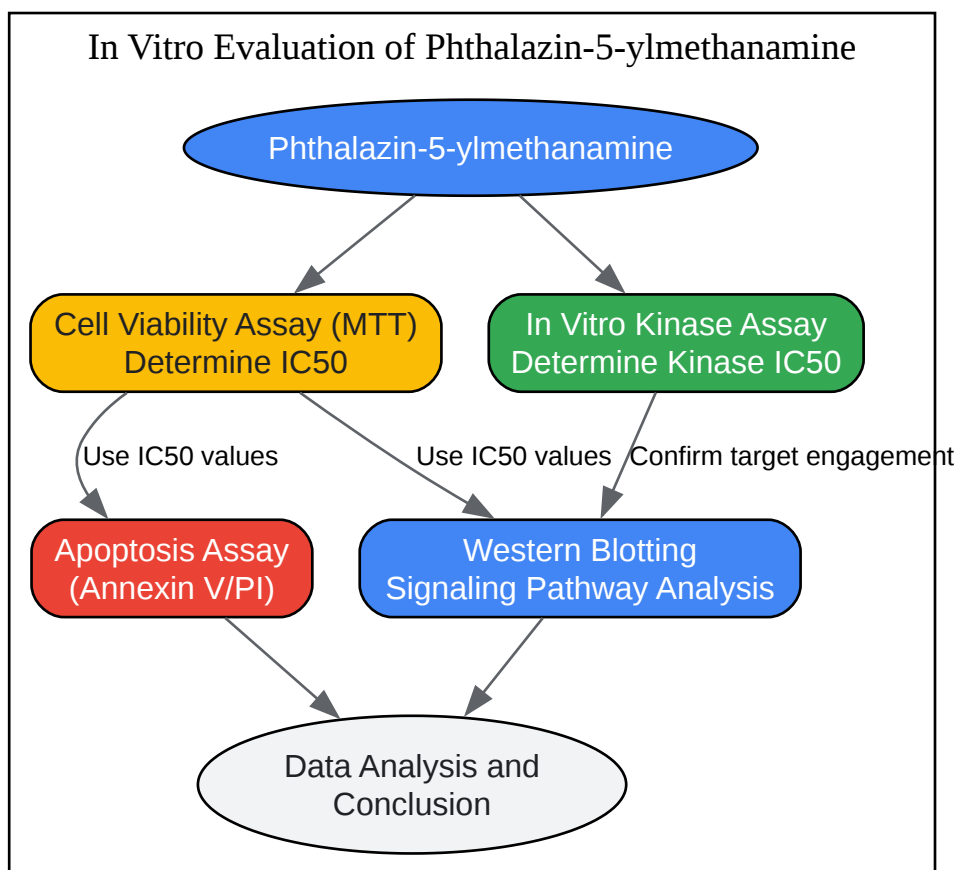 In Vitro Evaluation of Phthalazin-5-ylmethanamine
Phthalazin-5-ylmethanamine
Cell Viability Assay (MTT)
Determine IC50
In Vitro Kinase Assay
Determine Kinase IC50
Use IC50 values
Use IC50 values
Confirm target engagement
Apoptosis Assay
(Annexin V/PI)
Western Blotting
Signaling Pathway Analysis
Data Analysis and
Conclusion